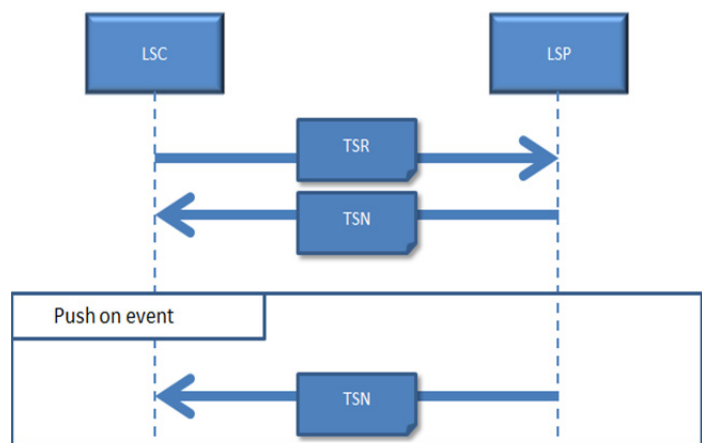 LSC
LSP
TSR
TSN
Push on event
TSN